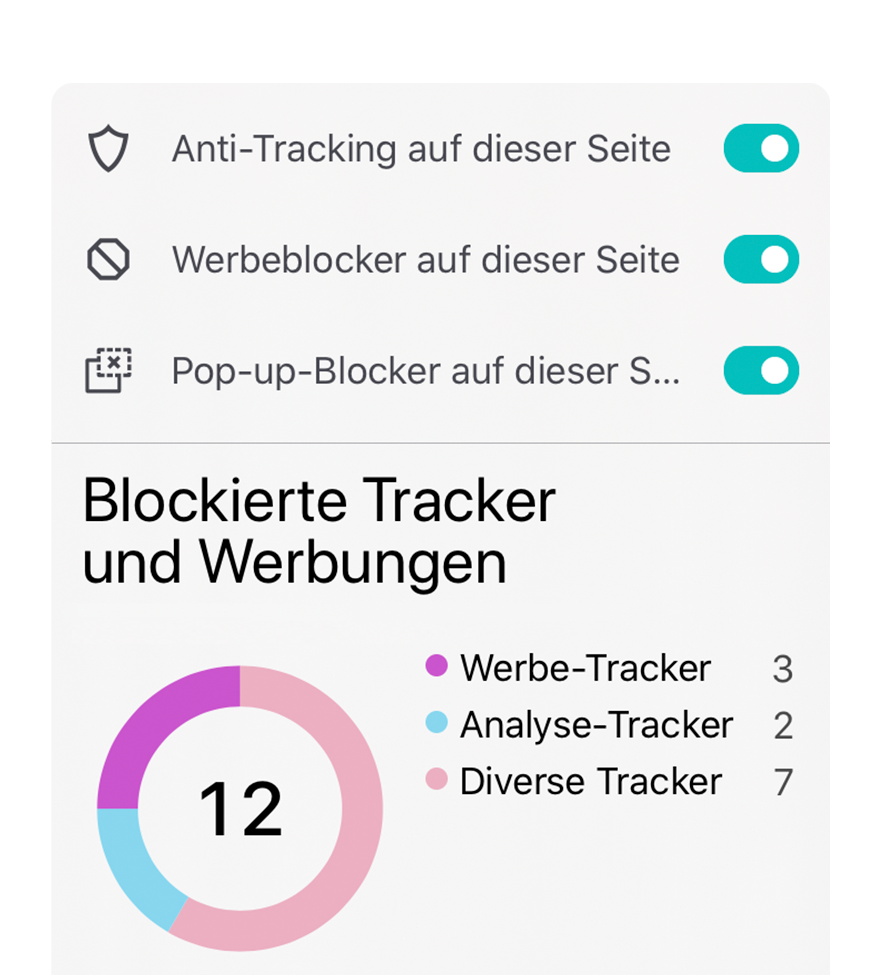 Anti-Tracking auf dieser Seite
Werbeblocker auf dieser Seite
Pop-up-Blocker auf dieser S...
Blockierte Tracker
und Werbungen
Werbe-Tracker 3
Analyse-Tracker 2
Diverse Tracker 7
12